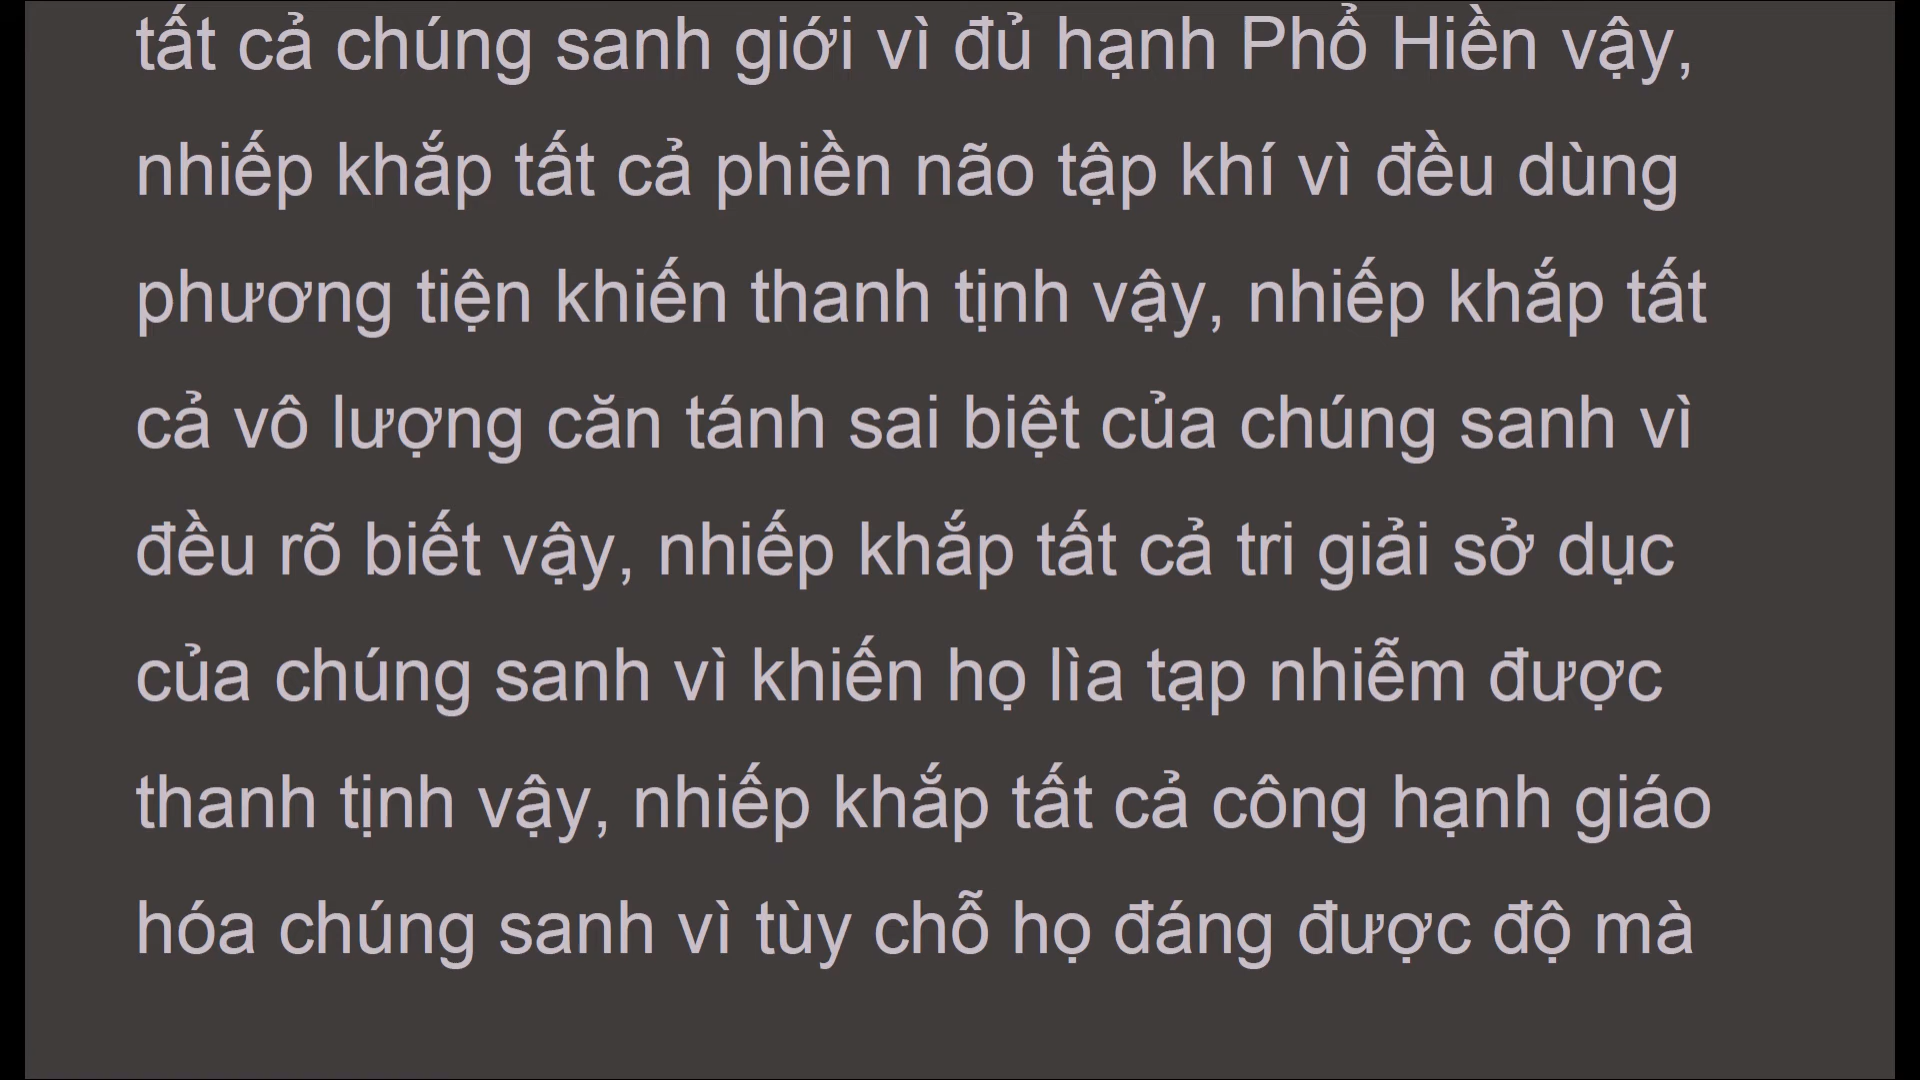 tất cả chúng sanh giới vì đủ hạnh Phổ Hiền vậy,
nhiếp khắp tất cả phiền não tập khí vì đều dùng
phương tiện khiến thanh tịnh vậy, nhiếp khắp tất
cả vô lượng căn tánh sai biệt của chúng sanh vì
đều rõ biết vậy, nhiếp khắp tất cả tri giải sở dục
của chúng sanh vì khiến họ lìa tạp nhiễm được
thanh tịnh vậy, nhiếp khắp tất cả công hạnh giáo
hóa chúng sanh vì tùy chỗ họ đáng được độ mà